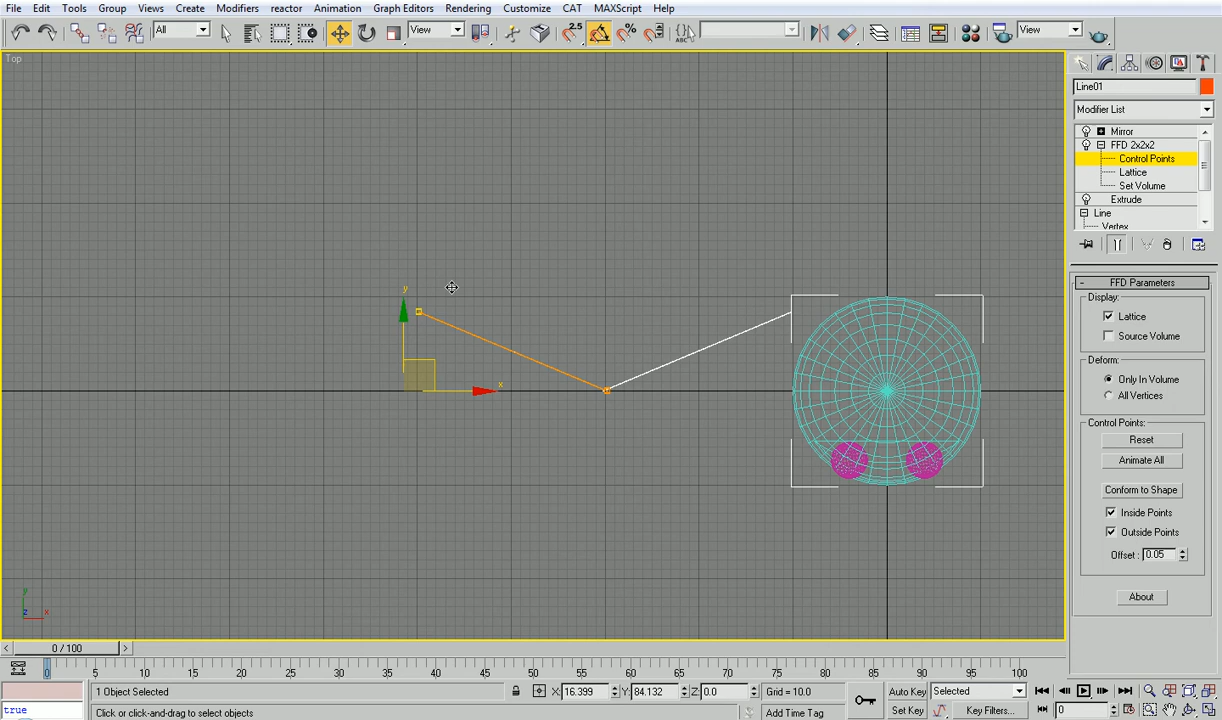 File Edit Tools Group Views Create Modifiers reactor Animation Graph Editors Rendering Customize CAT MAXScript Help
All View 2.5 View
Top
Line01
Modifier List
Mirror
FFD 2x2x2
Control Points
Lattice
Set Volume
Extrude
Line
Vertex
- FFD Parameters
Display:
Lattice
Source Volume
Deform:
Only In Volume
All Vertices
Control Points:
Reset
Animate All
Conform to Shape
Inside Points
Outside Points
Offset : 0.05
About
y
x
y
z x
< 0 / 100 >
0 5 10 15 20 25 30 35 40 45 50 55 60 65 70 75 80 85 90 95 100
1 Object Selected X: 16.399 Y: 84.132 Z: 0.0 Grid = 10.0 Auto Key Selected
true Click or click-and-drag to select objects Add Time Tag Set Key Key Filters... 0